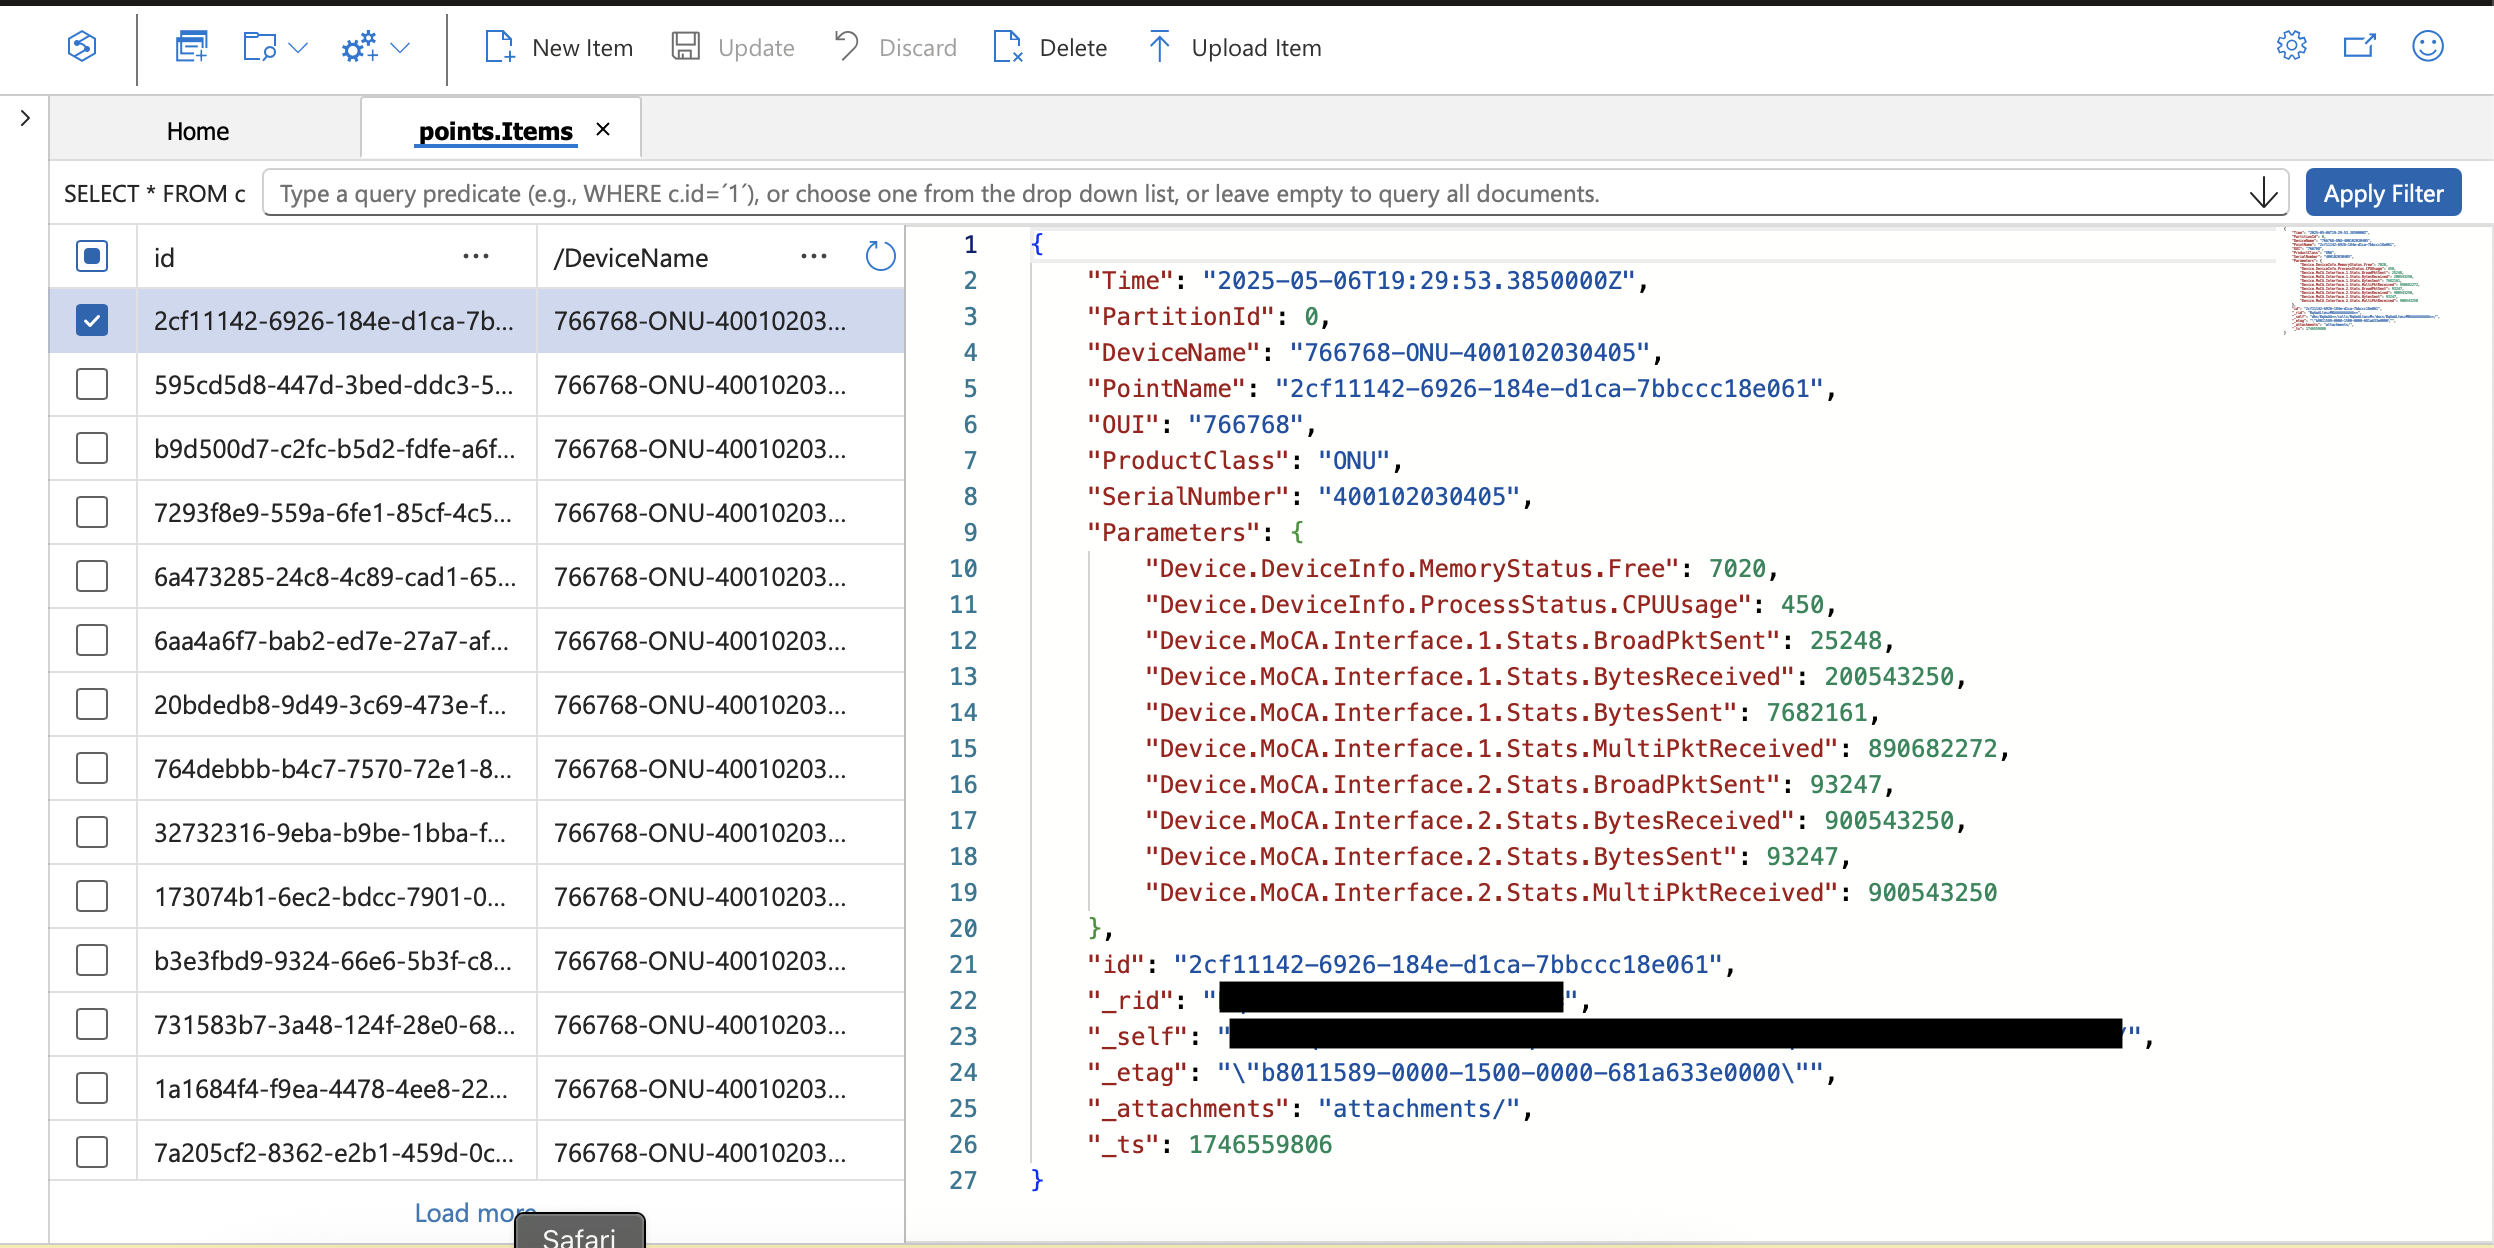 New Item Update Discard Delete Upload Item
Home points.Items
SELECT * FROM c Type a query predicate (e.g., WHERE c.id=´1´), or choose one from the drop down list, or leave empty to query all documents. Apply Filter
id ... /DeviceName ...
2cf11142-6926-184e-d1ca-7b... 766768-ONU-40010203...
595cd5d8-447d-3bed-ddc3-5... 766768-ONU-40010203...
b9d500d7-c2fc-b5d2-fdfe-a6f... 766768-ONU-40010203...
7293f8e9-559a-6fe1-85cf-4c5... 766768-ONU-40010203...
6a473285-24c8-4c89-cad1-65... 766768-ONU-40010203...
6aa4a6f7-bab2-ed7e-27a7-af... 766768-ONU-40010203...
20bdedb8-9d49-3c69-473e-f... 766768-ONU-40010203...
764debbb-b4c7-7570-72e1-8... 766768-ONU-40010203...
32732316-9eba-b9be-1bba-f... 766768-ONU-40010203...
173074b1-6ec2-bdcc-7901-0... 766768-ONU-40010203...
b3e3fbd9-9324-66e6-5b3f-c8... 766768-ONU-40010203...
731583b7-3a48-124f-28e0-68... 766768-ONU-40010203...
1a1684f4-f9ea-4478-4ee8-22... 766768-ONU-40010203...
7a205cf2-8362-e2b1-459d-0c... 766768-ONU-40010203...
Load more
Safari
1 {
2 "Time": "2025-05-06T19:29:53.3850000Z",
3 "PartitionId": 0,
4 "DeviceName": "766768-ONU-400102030405",
5 "PointName": "2cf11142-6926-184e-d1ca-7bbccc18e061",
6 "OUI": "766768",
7 "ProductClass": "ONU",
8 "SerialNumber": "400102030405",
9 "Parameters": {
10 "Device.DeviceInfo.MemoryStatus.Free": 7020,
11 "Device.DeviceInfo.ProcessStatus.CPUUsage": 450,
12 "Device.MoCA.Interface.1.Stats.BroadPktSent": 25248,
13 "Device.MoCA.Interface.1.Stats.BytesReceived": 200543250,
14 "Device.MoCA.Interface.1.Stats.BytesSent": 7682161,
15 "Device.MoCA.Interface.1.Stats.MultiPktReceived": 890682272,
16 "Device.MoCA.Interface.2.Stats.BroadPktSent": 93247,
17 "Device.MoCA.Interface.2.Stats.BytesReceived": 900543250,
18 "Device.MoCA.Interface.2.Stats.BytesSent": 93247,
19 "Device.MoCA.Interface.2.Stats.MultiPktReceived": 900543250
20 },
21 "id": "2cf11142-6926-184e-d1ca-7bbccc18e061",
22 "_rid": "",
23 "_self": "/",
24 "_etag": "\"b8011589-0000-1500-0000-681a633e0000\"",
25 "_attachments": "attachments/",
26 "_ts": 1746559806
27 }